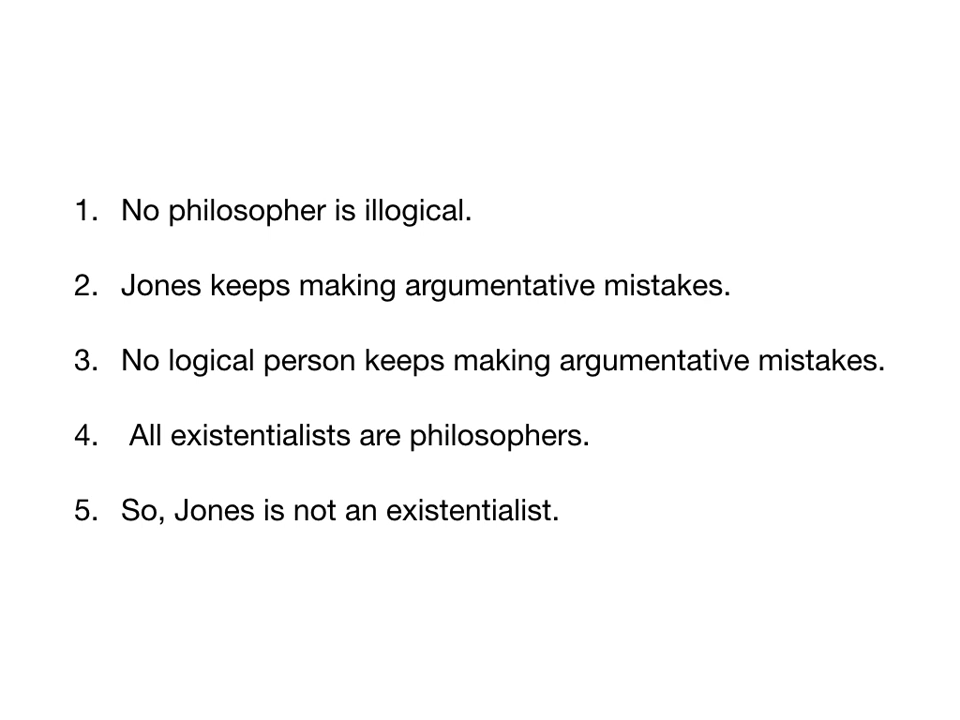 1. No philosopher is illogical.
2. Jones keeps making argumentative mistakes.
3. No logical person keeps making argumentative mistakes.
4. All existentialists are philosophers.
5. So, Jones is not an existentialist.